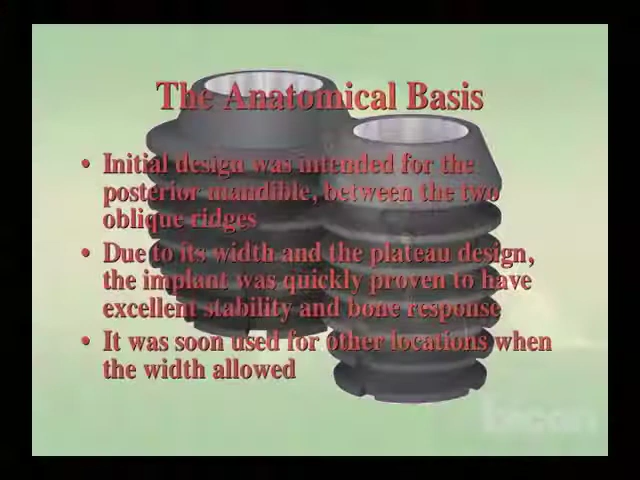 The Anatomical Basis
• Initial design was intended for the
posterior mandible, between the two
oblique ridges
• Due to its width and the plateau design,
the implant was quickly proven to have
excellent stability and bone response
• It was soon used for other locations when
the width allowed
bicon